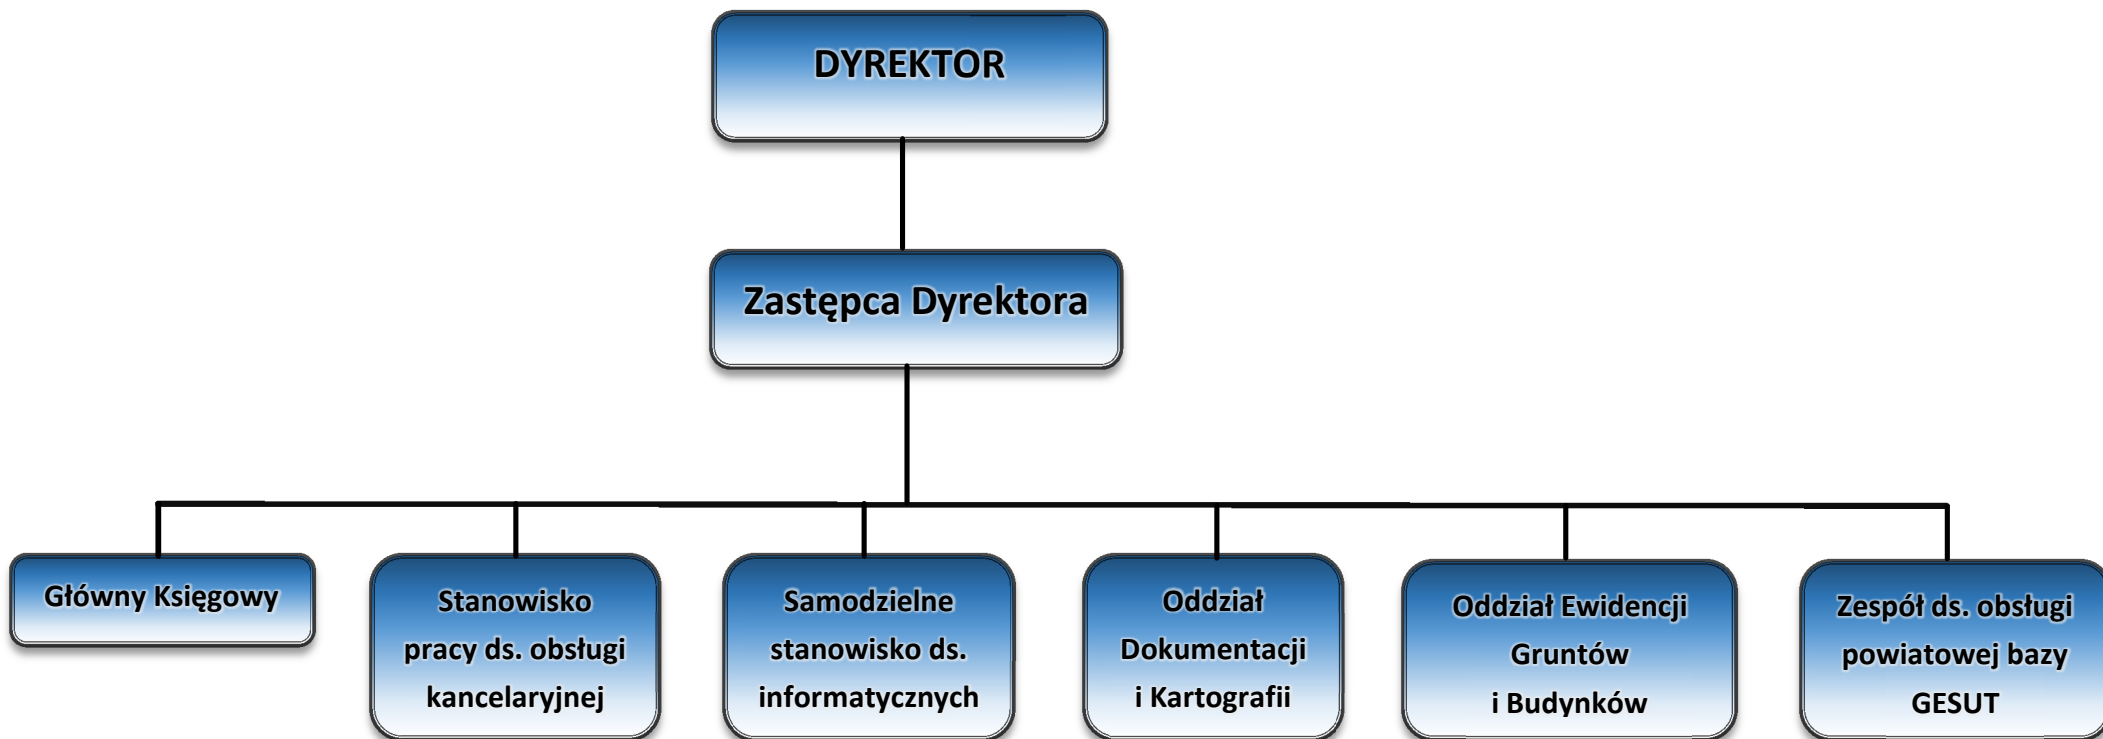 DYREKTOR
Zastępca Dyrektora
Główny Księgowy
Stanowisko
pracy ds. obsługi
kancelaryjnej
Samodzielne
stanowisko ds.
informatycznych
Oddział
Dokumentacji
i Kartografii
Oddział Ewidencji
Gruntów
i Budynków
Zespół ds. obsługi
powiatowej bazy
GESUT